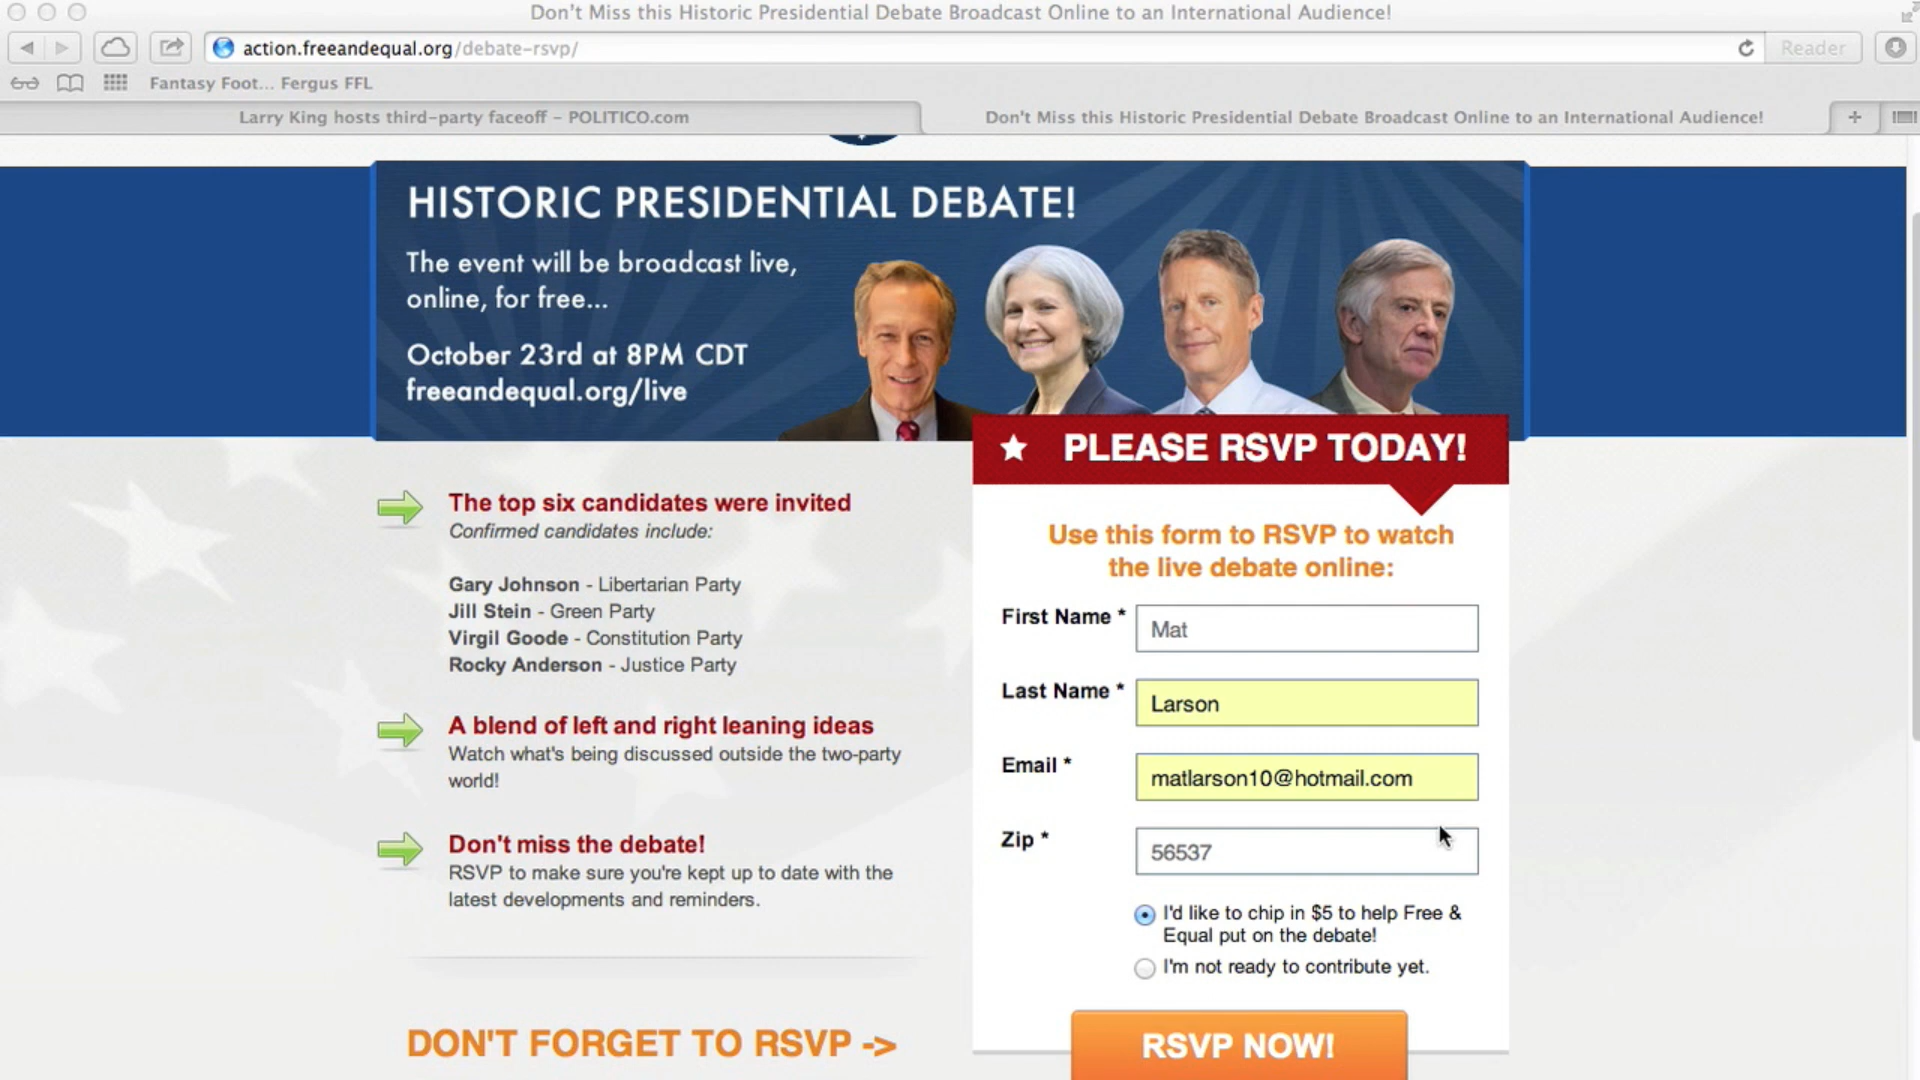 Don't Miss this Historic Presidential Debate Broadcast Online to an International Audience!
action.freeandequal.org/debate-rsvp/
Reader
Fantasy Foot... Fergus FFL
Larry King hosts third-party faceoff - POLITICO.com
Don't Miss this Historic Presidential Debate Broadcast Online to an International Audience!
HISTORIC PRESIDENTIAL DEBATE!
The event will be broadcast live,
online, for free...
October 23rd at 8PM CDT
freeandequal.org/live
PLEASE RSVP TODAY!
The top six candidates were invited
Confirmed candidates include:
Gary Johnson - Libertarian Party
Jill Stein - Green Party
Virgil Goode - Constitution Party
Rocky Anderson - Justice Party
A blend of left and right leaning ideas
Watch what's being discussed outside the two-party
world!
Don't miss the debate!
RSVP to make sure you're kept up to date with the
latest developments and reminders.
DON'T FORGET TO RSVP ->
Use this form to RSVP to watch
the live debate online:
First Name * Mat
Last Name * Larson
Email * matlarson10@hotmail.com
Zip * 56537
I'd like to chip in $5 to help Free &
Equal put on the debate!
I'm not ready to contribute yet.
RSVP NOW!